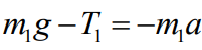 m₁g − T₁ = −m₁a